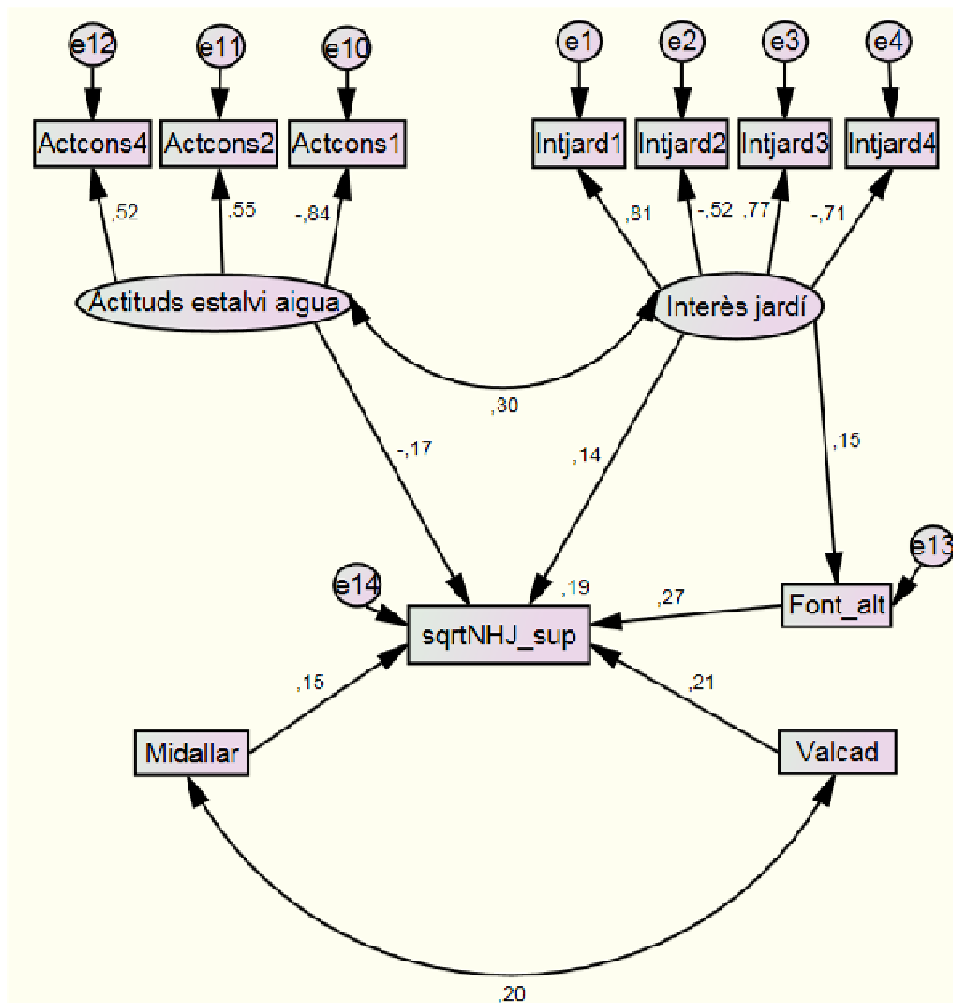 e12 e11 e10 e1 e2 e3 e4
Actcons4 Actcons2 Actcons1 Intjard1 Intjard2 Intjard3 Intjard4
,52 ,55 -,84 ,81 -,52 ,77 -,71
Actituds estalvi aigua Interès jardí
,30
-,17 ,14 ,15
e13
e14 ,19 ,27 Font_alt
sqrtNHJ_sup
,15 ,21
Midallar Valcad
,20